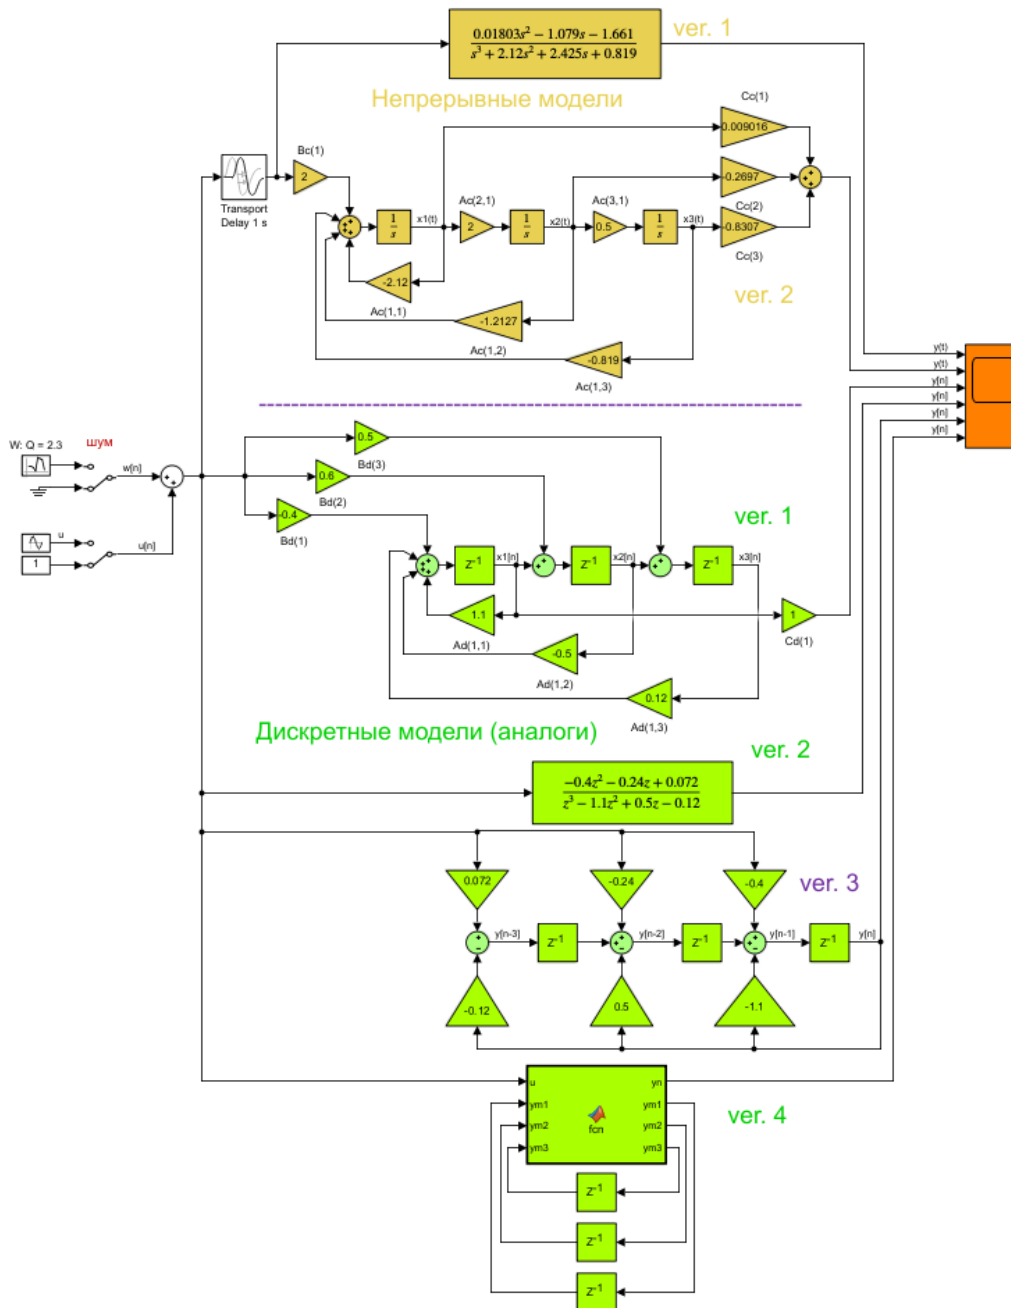 ver. 1
0.01803s² − 1.079s − 1.661
s³ + 2.12s² + 2.425s + 0.819
Непрерывные модели
Cc(1)
0.009016
Bc(1)
2
Transport
Delay 1 s
1
s
x1(t)
Ac(2,1)
2
1
s
x2(t)
Ac(3,1)
0.5
1
s
x3(t)
-0.2697
Cc(2)
-0.8307
Cc(3)
-2.12
Ac(1,1)
-1.2127
Ac(1,2)
-0.819
Ac(1,3)
ver. 2
y(t)
y(t)
y[n]
y[n]
y[n]
y[n]
W: Q = 2.3
шум
w[n]
u
u[n]
1
0.5
Bd(3)
0.6
Bd(2)
-0.4
Bd(1)
ver. 1
Z⁻¹
x1[n]
Z⁻¹
x2[n]
Z⁻¹
x3[n]
1.1
Ad(1,1)
-0.5
Ad(1,2)
0.12
Ad(1,3)
1
Cd(1)
Дискретные модели (аналоги)
ver. 2
−0.4z² − 0.24z + 0.072
z³ − 1.1z² + 0.5z − 0.12
0.072
-0.24
-0.4
ver. 3
y[n-3]
Z⁻¹
y[n-2]
Z⁻¹
y[n-1]
Z⁻¹
y[n]
-0.12
0.5
-1.1
u
yn
ym1
ym1
ym2
fcn
ym2
ym3
ym3
ver. 4
Z⁻¹
Z⁻¹
Z⁻¹